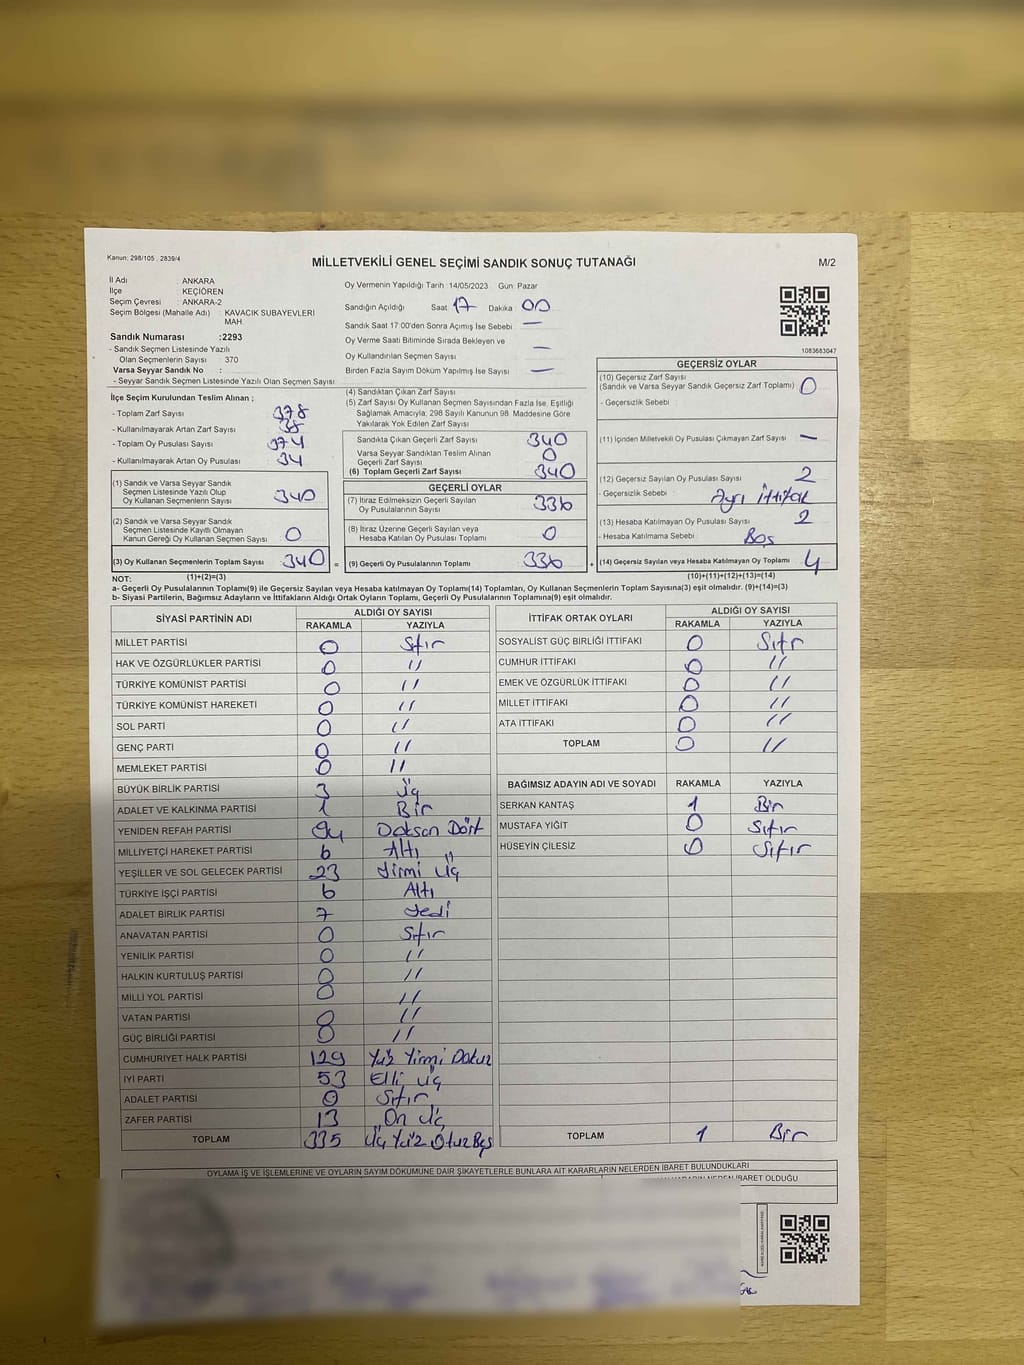 Kanun: 298/105 , 2839/4
MİLLETVEKİLİ GENEL SEÇİMİ SANDIK SONUÇ TUTANAĞI
M/2
İl Adı : ANKARA
İlçe : KEÇİÖREN
Seçim Çevresi : ANKARA-2
Seçim Bölgesi (Mahalle Adı) : KAVACIK SUBAYEVLERİ
MAH.
Sandık Numarası :2293
- Sandık Seçmen Listesinde Yazılı
Olan Seçmenlerin Sayısı 370
Varsa Seyyar Sandık No :
- Seyyar Sandık Seçmen Listesinde Yazılı Olan Seçmen Sayısı
Oy Vermenin Yapıldığı Tarih :14/05/2023 Gün: Pazar
Sandığın Açıldığı Saat 17 Dakika 00
Sandık Saat 17:00'den Sonra Açımış İse Sebebi —
Oy Verme Saati Bitiminde Sırada Bekleyen ve
Oy Kullandırılan Seçmen Sayısı —
Birden Fazla Sayım Döküm Yapılmış İse Sayısı —
1083683047
İlçe Seçim Kurulundan Teslim Alınan ;
- Toplam Zarf Sayısı 378
- Kullanılmayarak Artan Zarf Sayısı 38
- Toplam Oy Pusulası Sayısı 374
- Kullanılmayarak Artan Oy Pusulası 34
(1) Sandık ve Varsa Seyyar Sandık
Seçmen Listesinde Yazılı Olup
Oy Kullanan Seçmenlerin Sayısı 340
(2) Sandık ve Varsa Seyyar Sandık
Seçmen Listesinde Kayıtlı Olmayan
Kanun Gereği Oy Kullanan Seçmen Sayısı 0
(3) Oy Kullanan Seçmenlerin Toplam Sayısı 340 =
(4) Sandıktan Çıkan Zarf Sayısı
(5) Zarf Sayısı Oy Kullanan Seçmen Sayısından Fazla İse, Eşitliği
Sağlamak Amacıyla; 298 Sayılı Kanunun 98. Maddesine Göre
Yakılarak Yok Edilen Zarf Sayısı
Sandıkta Çıkan Geçerli Zarf Sayısı 340
Varsa Seyyar Sandıktan Teslim Alınan
Geçerli Zarf Sayısı 0
(6) Toplam Geçerli Zarf Sayısı 340
GEÇERLİ OYLAR
(7) İtiraz Edilmeksizin Geçerli Sayılan
Oy Pusulalarının Sayısı 336
(8) İtiraz Üzerine Geçerli Sayılan veya
Hesaba Katılan Oy Pusulası Toplamı 0
(9) Geçerli Oy Pusulalarının Toplamı 336 +
GEÇERSİZ OYLAR
(10) Geçersiz Zarf Sayısı
(Sandık ve Varsa Seyyar Sandık Geçersiz Zarf Toplamı) 0
- Geçersizlik Sebebi :
(11) İçinden Milletvekili Oy Pusulası Çıkmayan Zarf Sayısı —
(12) Geçersiz Sayılan Oy Pusulası Sayısı 2
- Geçersizlik Sebebi : Ayrı İttifak
(13) Hesaba Katılmayan Oy Pusulası Sayısı 2
- Hesaba Katılmama Sebebi : Boş
(14) Geçersiz Sayılan veya Hesaba Katılmayan Oy Toplamı 4
NOT: (1)+(2)=(3) (10)+(11)+(12)+(13)=(14)
a- Geçerli Oy Pusulalarının Toplamı(9) ile Geçersiz Sayılan veya Hesaba katılmayan Oy Toplamı(14) Toplamları, Oy Kullanan Seçmenlerin Toplam Sayısına(3) eşit olmalıdır. (9)+(14)=(3)
b- Siyasi Partilerin, Bağımsız Adayların ve İttifakların Aldığı Ortak Oyların Toplamı, Geçerli Oy Pusulalarının Toplamına(9) eşit olmalıdır.
SİYASİ PARTİNİN ADI ALDIĞI OY SAYISI
RAKAMLA YAZIYLA
MİLLET PARTİSİ 0 Sıfır
HAK VE ÖZGÜRLÜKLER PARTİSİ 0 "
TÜRKİYE KOMÜNİST PARTİSİ 0 "
TÜRKİYE KOMÜNİST HAREKETİ 0 "
SOL PARTİ 0 "
GENÇ PARTİ 0 "
MEMLEKET PARTİSİ 0 "
BÜYÜK BİRLİK PARTİSİ 3 Üç
ADALET VE KALKINMA PARTİSİ 1 Bir
YENİDEN REFAH PARTİSİ 94 Doksan Dört
MİLLİYETÇİ HAREKET PARTİSİ 6 Altı
YEŞİLLER VE SOL GELECEK PARTİSİ 23 Yirmi Üç
TÜRKİYE İŞÇİ PARTİSİ 6 Altı
ADALET BİRLİK PARTİSİ 7 Yedi
ANAVATAN PARTİSİ 0 Sıfır
YENİLİK PARTİSİ 0 "
HALKIN KURTULUŞ PARTİSİ 0 "
MİLLİ YOL PARTİSİ 0 "
VATAN PARTİSİ 0 "
GÜÇ BİRLİĞİ PARTİSİ 0 "
CUMHURİYET HALK PARTİSİ 129 Yüz Yirmi Dokuz
İYİ PARTİ 53 Elli Üç
ADALET PARTİSİ 0 Sıfır
ZAFER PARTİSİ 13 On Üç
TOPLAM 335 Üç Yüz Otuz Beş
İTTİFAK ORTAK OYLARI ALDIĞI OY SAYISI
RAKAMLA YAZIYLA
SOSYALİST GÜÇ BİRLİĞİ İTTİFAKI 0 Sıfır
CUMHUR İTTİFAKI 0 "
EMEK VE ÖZGÜRLÜK İTTİFAKI 0 "
MİLLET İTTİFAKI 0 "
ATA İTTİFAKI 0 "
TOPLAM 0 "
BAĞIMSIZ ADAYIN ADI VE SOYADI RAKAMLA YAZIYLA
SERKAN KANTAŞ 1 Bir
MUSTAFA YİĞİT 0 Sıfır
HÜSEYİN ÇİLESİZ 0 Sıfır
TOPLAM 1 Bir
OYLAMA İŞ VE İŞLEMLERİNE VE OYLARIN SAYIM DÖKÜMÜNE DAİR ŞİKAYETLERLE BUNLARA AİT KARARLARIN NELERDEN İBARET BULUNDUKLARI
İBARET OLDUĞU